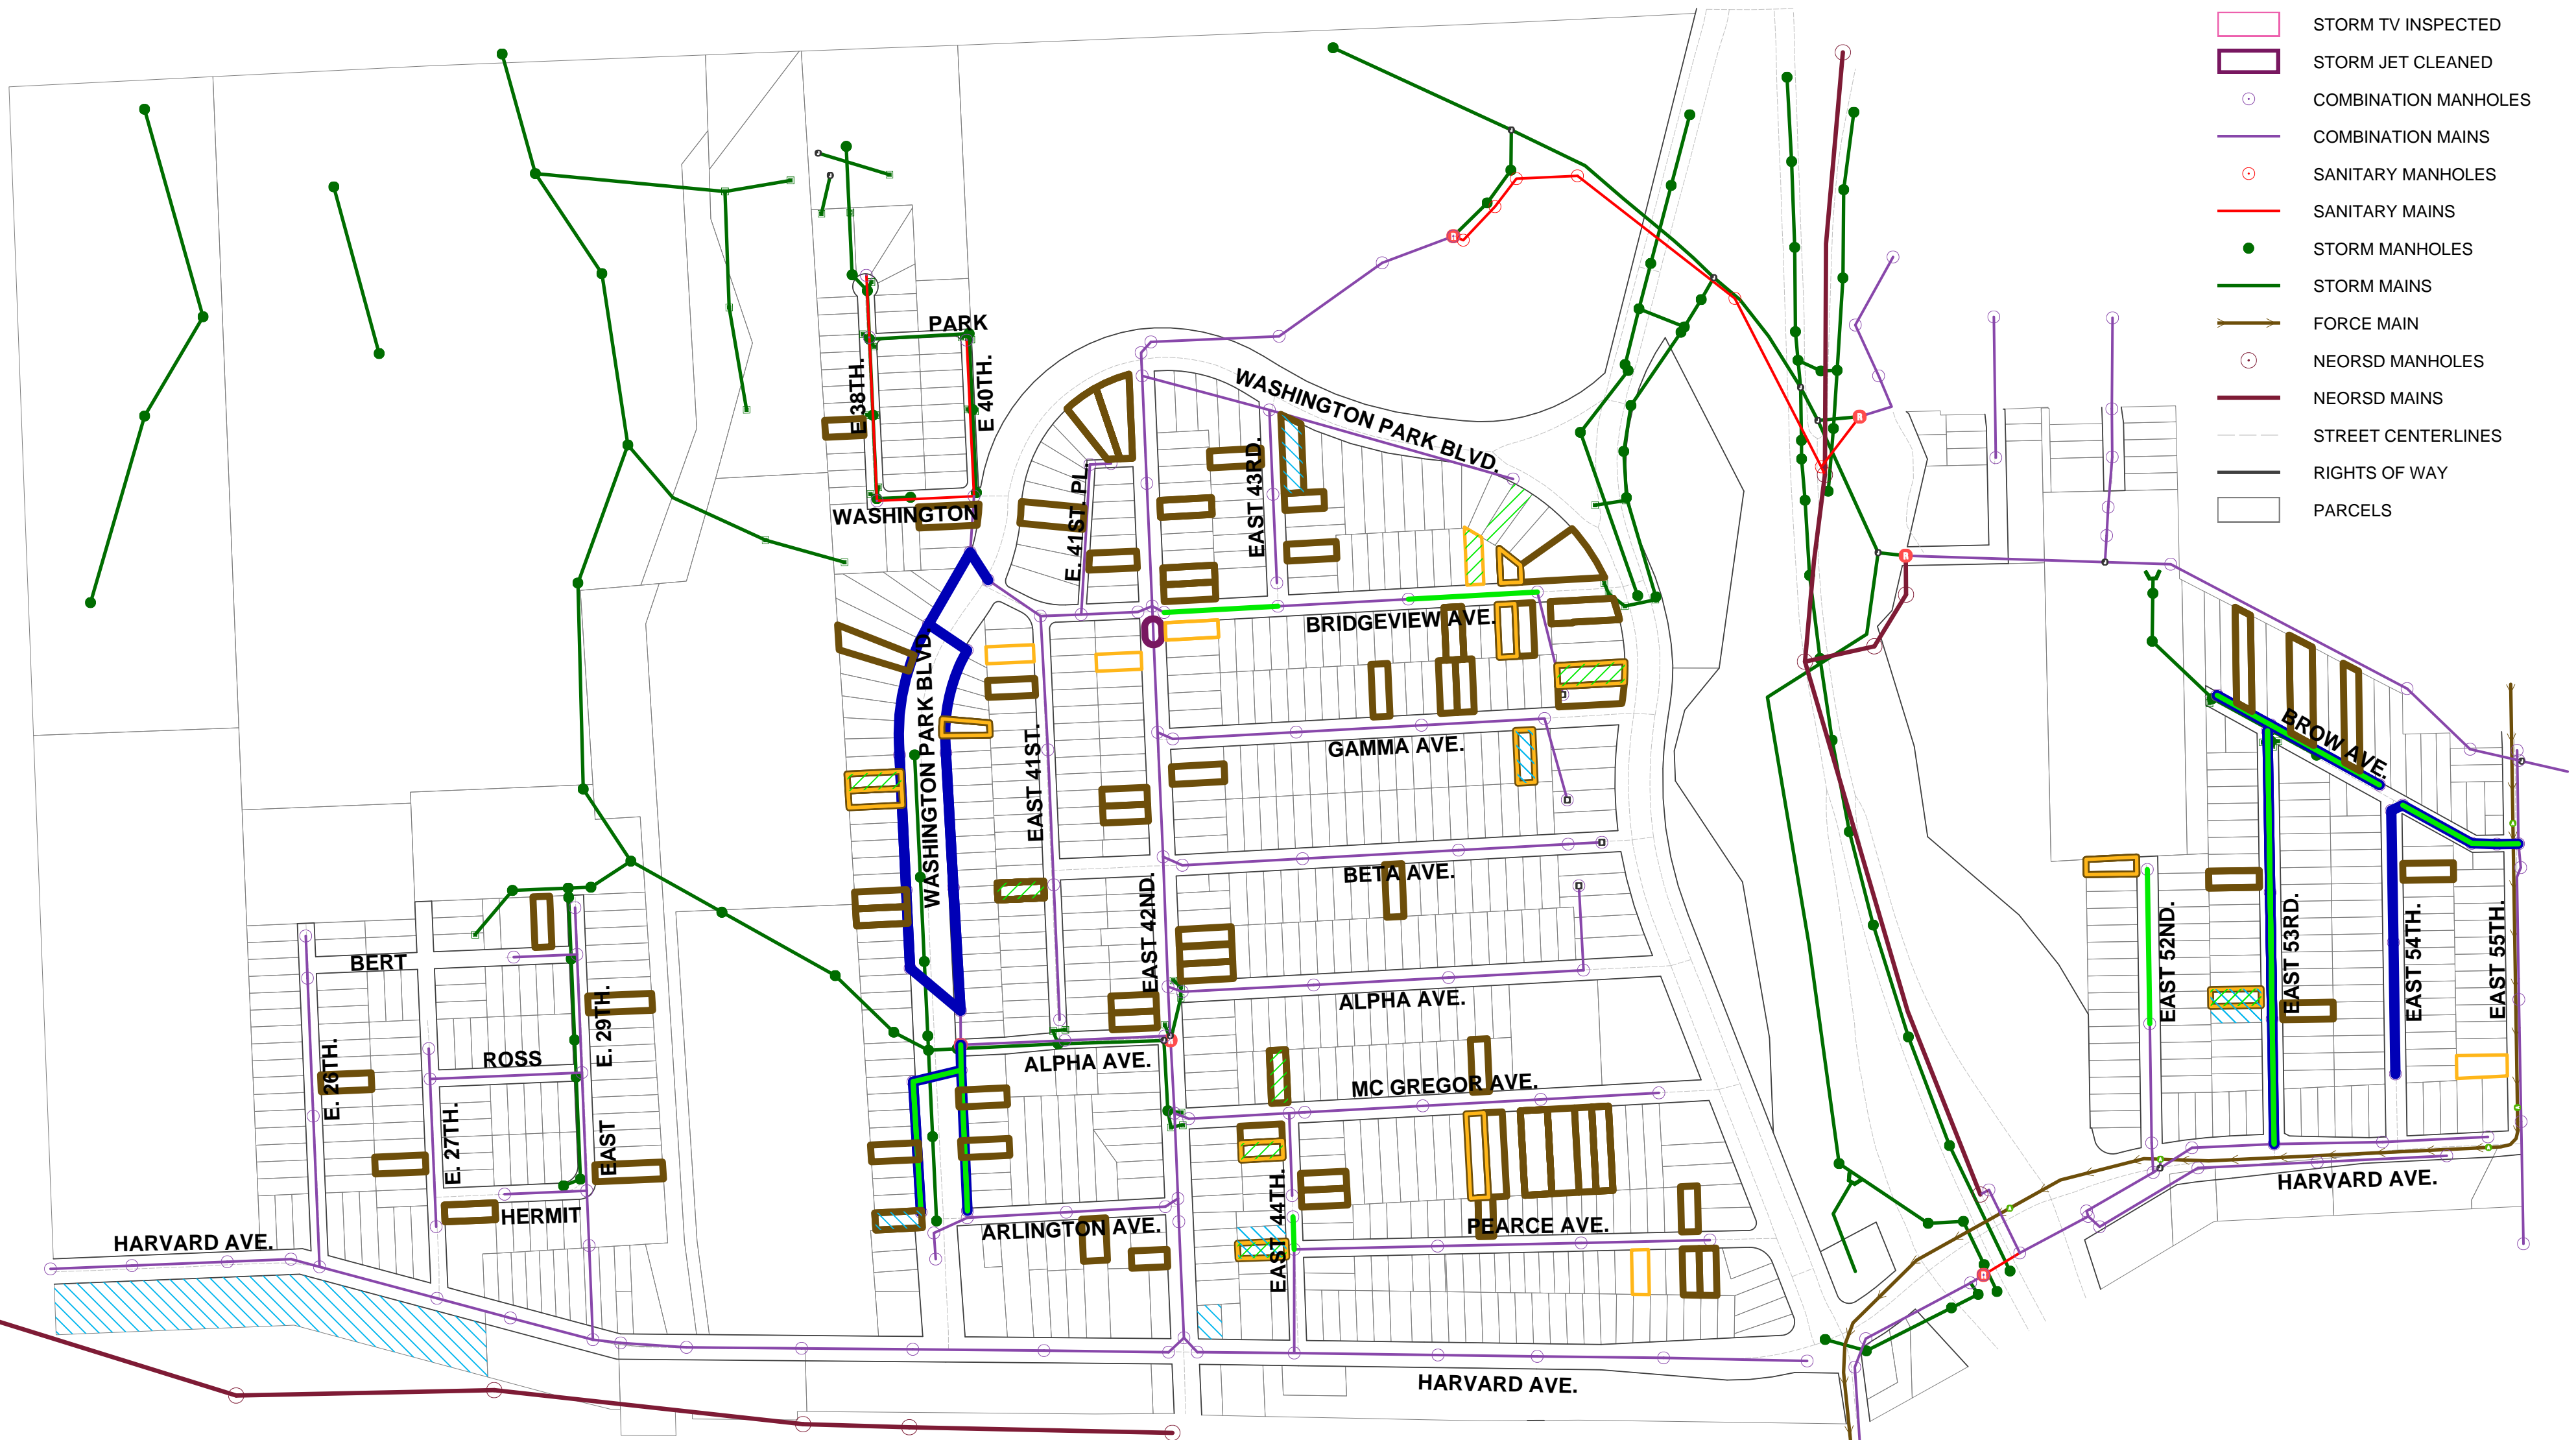 STORM TV INSPECTED
STORM JET CLEANED
COMBINATION MANHOLES
COMBINATION MAINS
SANITARY MANHOLES
SANITARY MAINS
STORM MANHOLES
STORM MAINS
FORCE MAIN
NEORSD MANHOLES
NEORSD MAINS
STREET CENTERLINES
RIGHTS OF WAY
PARCELS
PARK
E 38TH.
E 40TH.
WASHINGTON
WASHINGTON PARK BLVD.
E. 41ST. PL.
EAST 43RD.
BRIDGEVIEW AVE.
WASHINGTON PARK BLVD
EAST 41ST.
GAMMA AVE.
BROW AVE.
BETA AVE.
EAST 42ND.
EAST 52ND.
EAST 53RD.
EAST 54TH.
EAST 55TH.
BERT
ALPHA AVE.
ROSS
E. 29TH.
EAST
E. 26TH.
E. 27TH.
ALPHA AVE.
MC GREGOR AVE.
HERMIT
ARLINGTON AVE.
EAST 44TH.
PEARCE AVE.
HARVARD AVE.
HARVARD AVE.
HARVARD AVE.